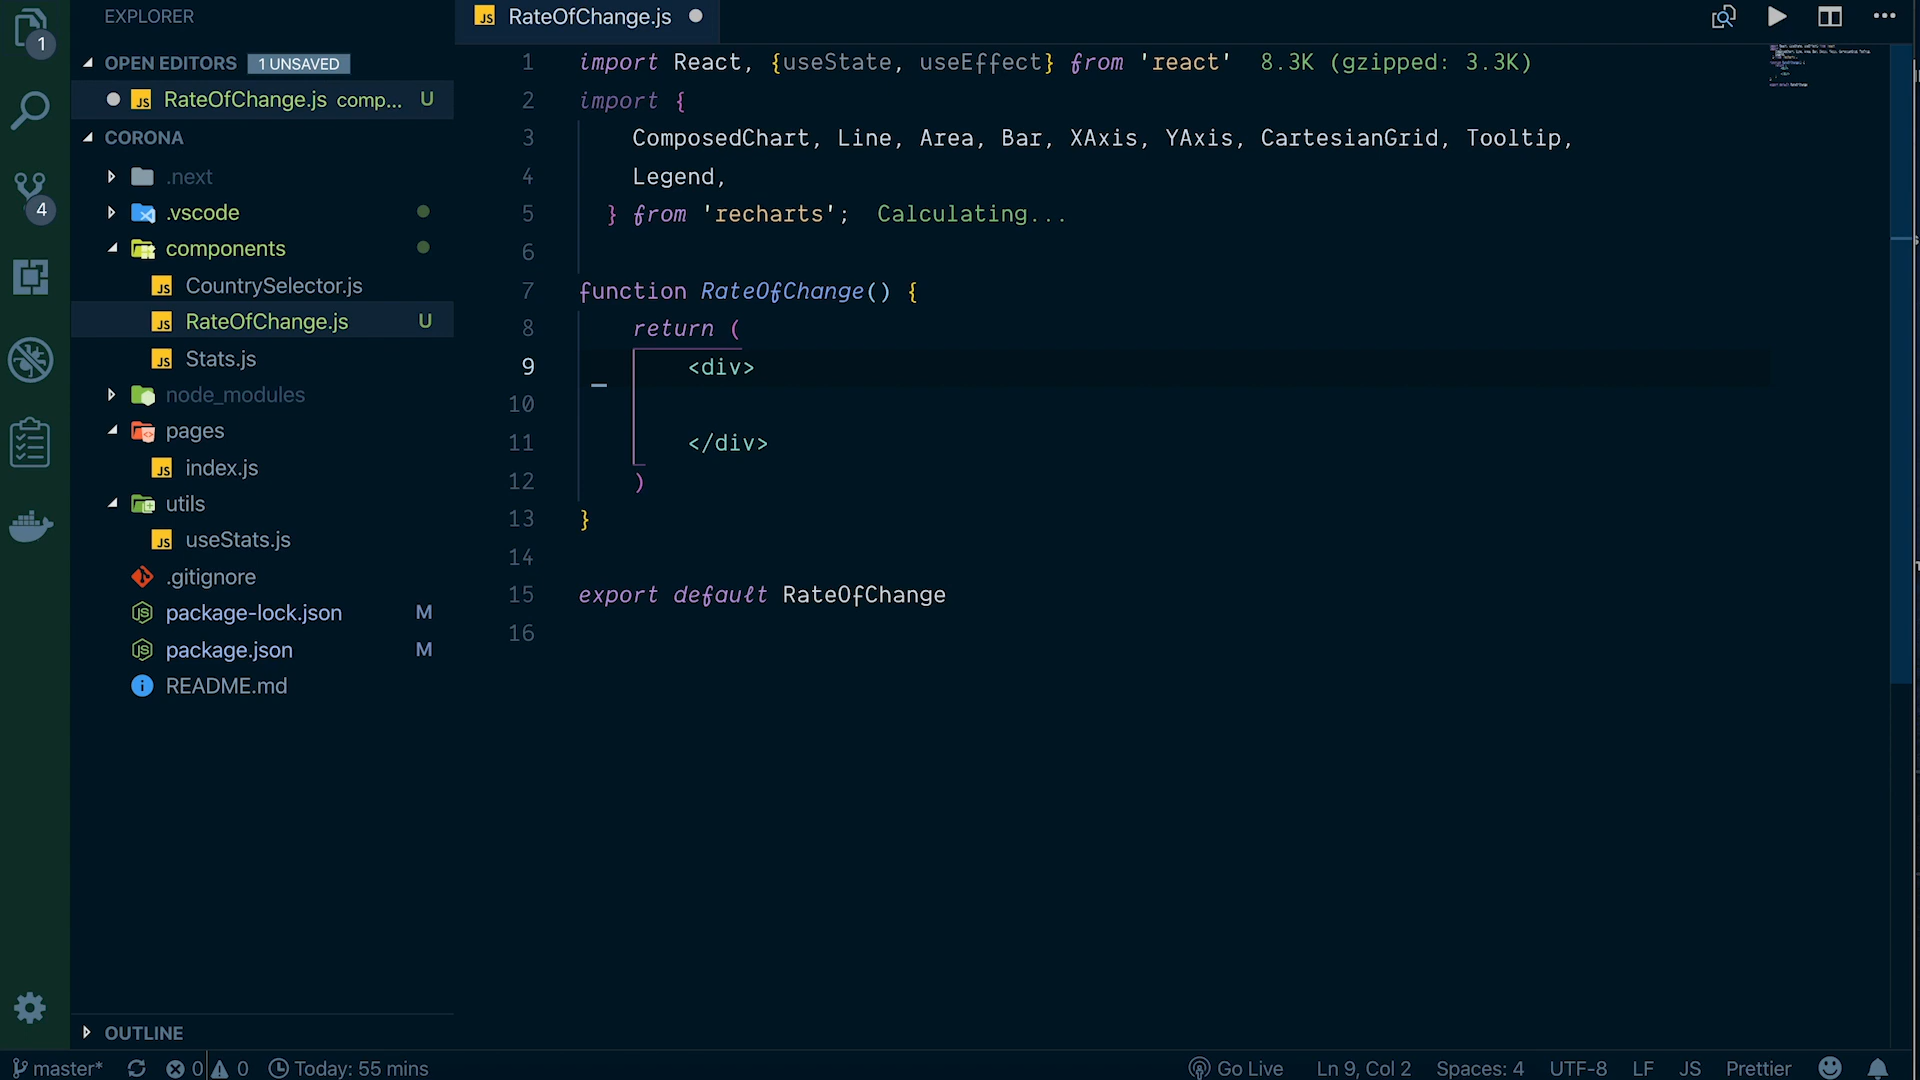 EXPLORER
OPEN EDITORS 1 UNSAVED
RateOfChange.js comp... U
CORONA
.next
.vscode
components
CountrySelector.js
RateOfChange.js U
Stats.js
node_modules
pages
index.js
utils
useStats.js
.gitignore
package-lock.json M
package.json M
README.md
OUTLINE
1
4
RateOfChange.js
1 import React, {useState, useEffect} from 'react' 8.3K (gzipped: 3.3K)
2 import {
3 ComposedChart, Line, Area, Bar, XAxis, YAxis, CartesianGrid, Tooltip,
4 Legend,
5 } from 'recharts'; Calculating...
6
7 function RateOfChange() {
8 return (
9 <div>
10
11 </div>
12 )
13 }
14
15 export default RateOfChange
16
master* 0 0 Today: 55 mins Go Live Ln 9, Col 2 Spaces: 4 UTF-8 LF JS Prettier